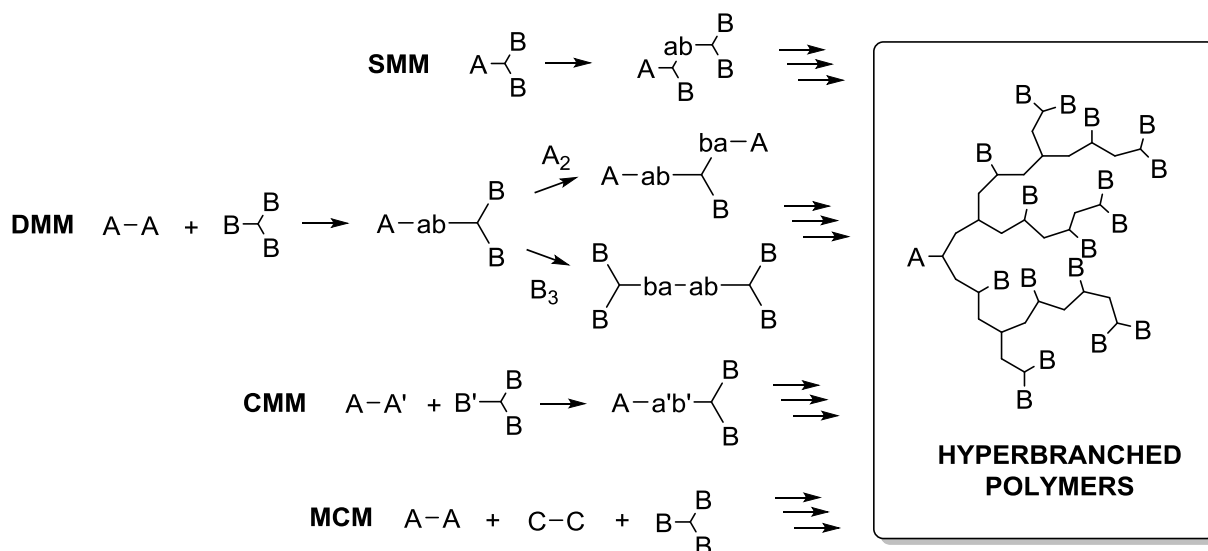 SMM A B B
A ab B B B
DMM A–A + B B B
A–ab B B
A2
A–ab ba–A B
B3
B B ba–ab B B
CMM A–A' + B' B B
A–a'b' B B
MCM A–A + C–C + B B B
B B B B B
B
B B B B
A
B B B B
B B
B
B
HYPERBRANCHED
POLYMERS